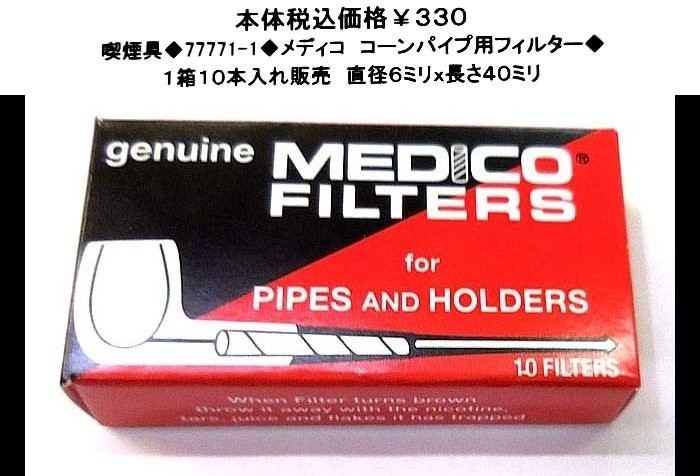 本体税込価格￥３３０
喫煙具◆77771-1◆メディコ　コーンパイプ用フィルター◆
１箱１０本入れ販売　直径６ミリx長さ４０ミリ
genuine MEDICO®
FILTERS
for
PIPES AND HOLDERS
10 FILTERS
When Filter turns brown
throw it away with the nicotine,
tars, juice and flakes it has trapped